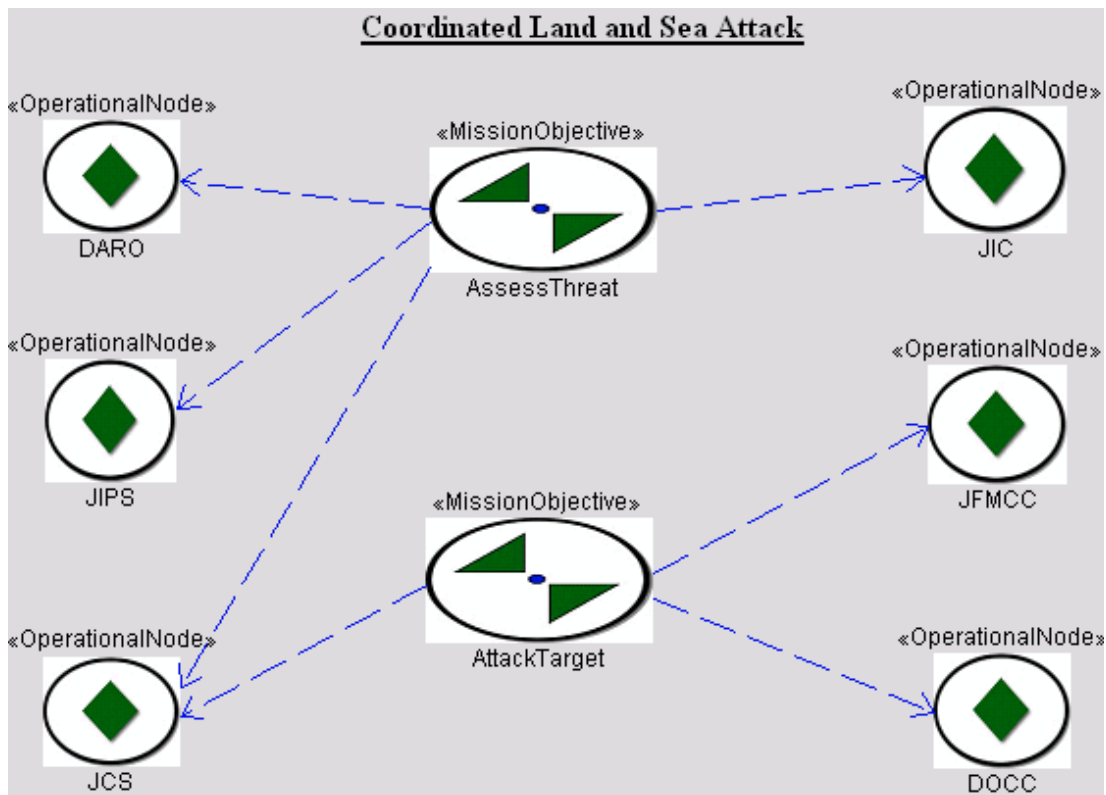 Coordinated Land and Sea Attack
«OperationalNode»
DARO
«MissionObjective»
AssessThreat
«OperationalNode»
JIC
«OperationalNode»
JIPS
«OperationalNode»
JFMCC
«MissionObjective»
AttackTarget
«OperationalNode»
JCS
«OperationalNode»
DOCC